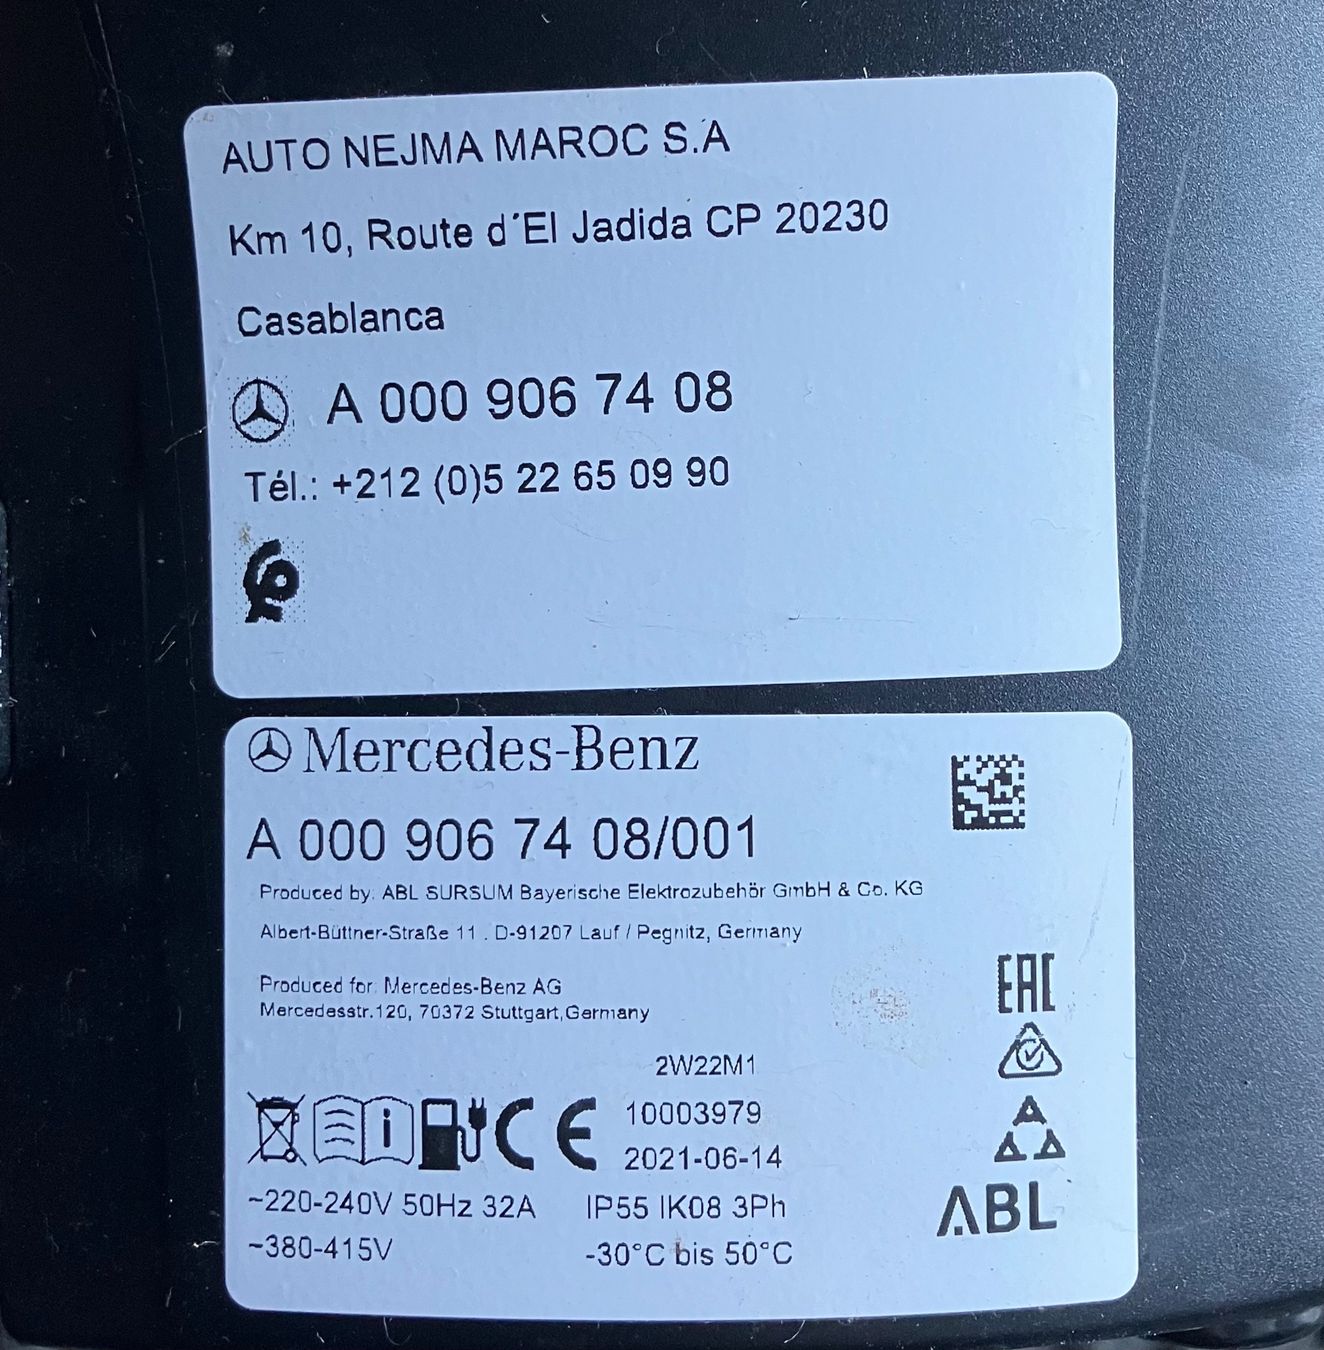 AUTO NEJMA MAROC S.A
Km 10, Route d´El Jadida CP 20230
Casablanca
A 000 906 74 08
Tél.: +212 (0)5 22 65 09 90
Mercedes-Benz
A 000 906 74 08/001
Produced by: ABL SURSUM Bayerische Elektrozubehör GmbH & Co. KG
Albert-Büttner-Straße 11 . D-91207 Lauf / Pegnitz, Germany
Produced for: Mercedes-Benz AG
Mercedesstr.120, 70372 Stuttgart,Germany
EAC
2W22M1
i CE 10003979
2021-06-14
~220-240V 50Hz 32A IP55 IK08 3Ph
~380-415V -30°C bis 50°C
ABL